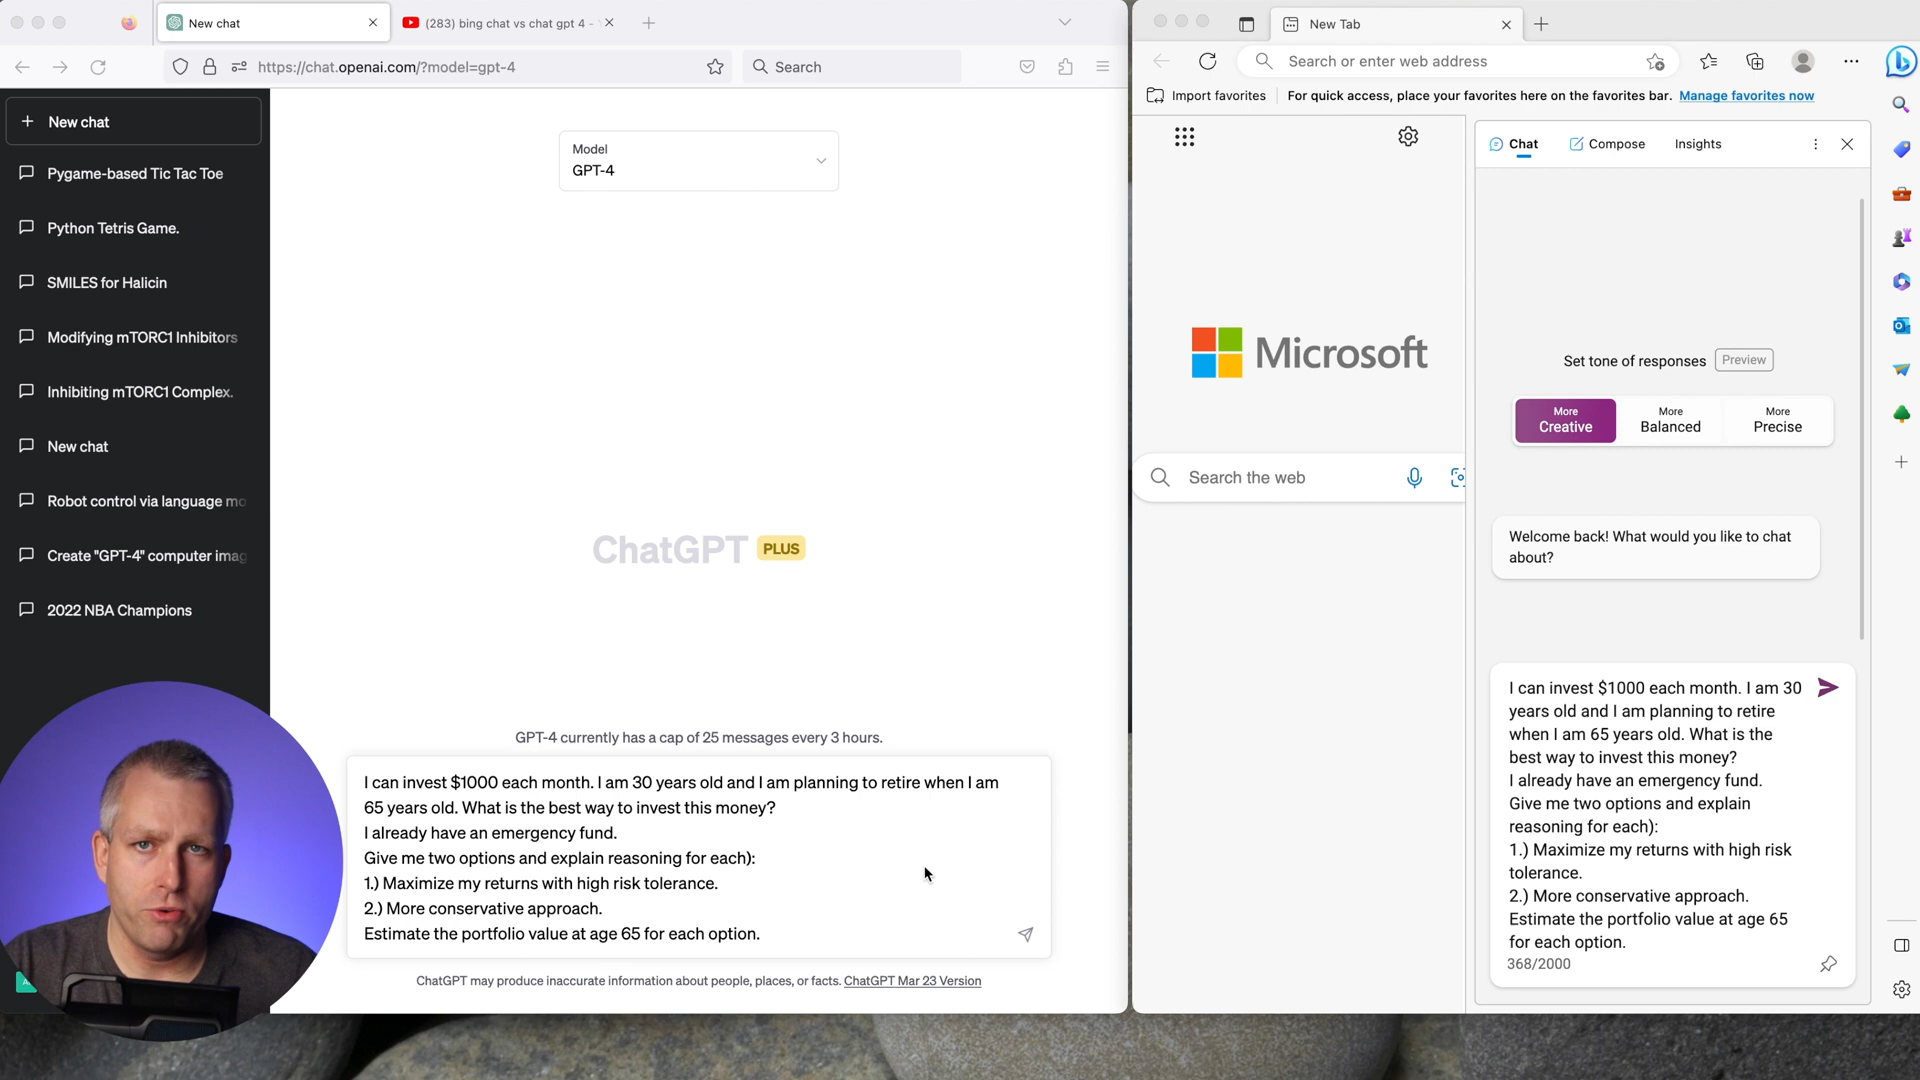 New chat
(283) bing chat vs chat gpt 4 -
https://chat.openai.com/?model=gpt-4
Search
New chat
Pygame-based Tic Tac Toe
Python Tetris Game.
SMILES for Halicin
Modifying mTORC1 Inhibitors
Inhibiting mTORC1 Complex.
New chat
Robot control via language mo
Create "GPT-4" computer imag
2022 NBA Champions
Model
GPT-4
ChatGPT PLUS
GPT-4 currently has a cap of 25 messages every 3 hours.
I can invest $1000 each month. I am 30 years old and I am planning to retire when I am
65 years old. What is the best way to invest this money?
I already have an emergency fund.
Give me two options and explain reasoning for each):
1.) Maximize my returns with high risk tolerance.
2.) More conservative approach.
Estimate the portfolio value at age 65 for each option.
ChatGPT may produce inaccurate information about people, places, or facts. ChatGPT Mar 23 Version
New Tab
Search or enter web address
Import favorites
For quick access, place your favorites here on the favorites bar. Manage favorites now
Microsoft
Search the web
Chat
Compose
Insights
Set tone of responses Preview
More
Creative
More
Balanced
More
Precise
Welcome back! What would you like to chat
about?
I can invest $1000 each month. I am 30
years old and I am planning to retire
when I am 65 years old. What is the
best way to invest this money?
I already have an emergency fund.
Give me two options and explain
reasoning for each):
1.) Maximize my returns with high risk
tolerance.
2.) More conservative approach.
Estimate the portfolio value at age 65
for each option.
368/2000